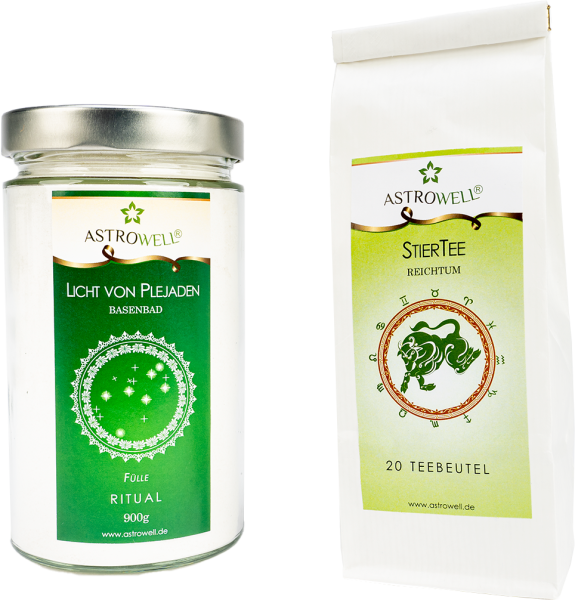 ASTROWELL®
LICHT VON PLEJADEN
BASENBAD
FÜLLE
RITUAL
900g
www.astrowell.de
ASTROWELL®
STIERTEE
REICHTUM
20 TEEBEUTEL
www.astrowell.de